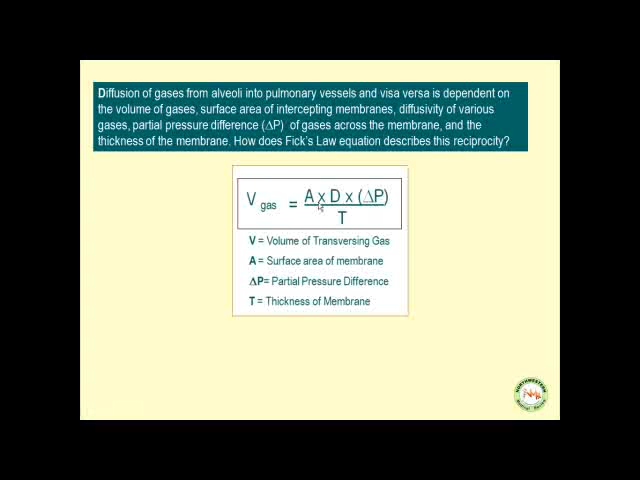 Diffusion of gases from alveoli into pulmonary vessels and visa versa is dependent on
the volume of gases, surface area of intercepting membranes, diffusivity of various
gases, partial pressure difference (ΔP) of gases across the membrane, and the
thickness of the membrane. How does Fick's Law equation describes this reciprocity?
V gas = A x D x (ΔP)
T
V = Volume of Transversing Gas
A = Surface area of membrane
ΔP= Partial Pressure Difference
T = Thickness of Membrane
NORTHWESTERN